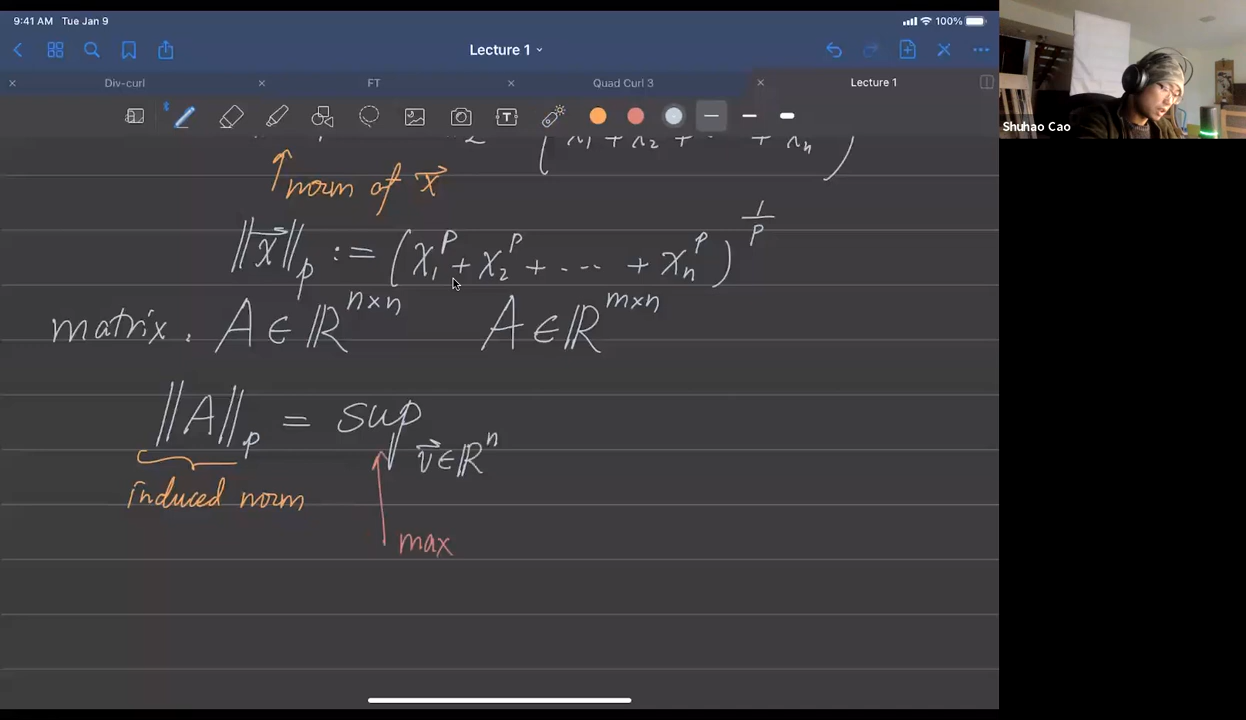 9:41 AM Tue Jan 9
100%
Lecture 1
Div-curl
FT
Quad Curl 3
Lecture 1
Shuhao Cao
norm of x⃗
‖x⃗‖_p := (x_1^p + x_2^p + ... + x_n^p)^{1/p}
matrix. A ∈ ℝ^{n×n} A ∈ ℝ^{m×n}
‖A‖_p = sup_{v⃗ ∈ ℝ^n}
induced norm
max